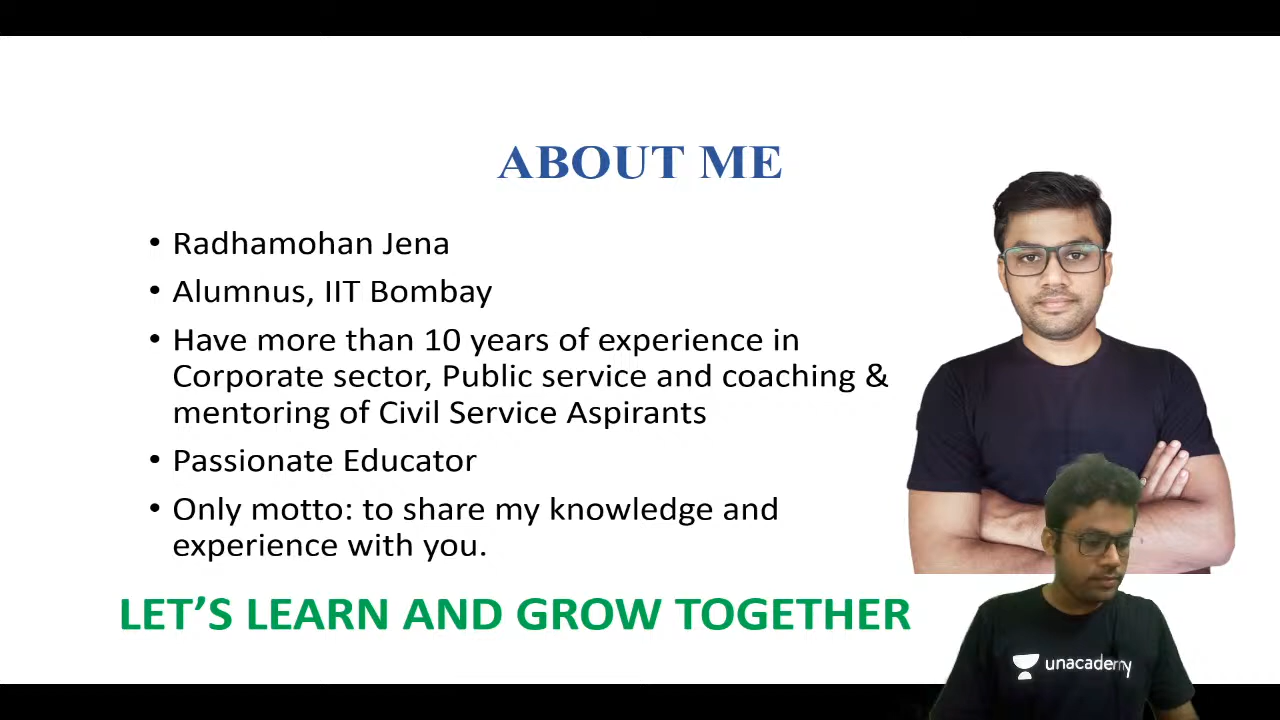 ABOUT ME
• Radhamohan Jena
• Alumnus, IIT Bombay
• Have more than 10 years of experience in
Corporate sector, Public service and coaching &
mentoring of Civil Service Aspirants
• Passionate Educator
• Only motto: to share my knowledge and
experience with you.
LET’S LEARN AND GROW TOGETHER
unacademy